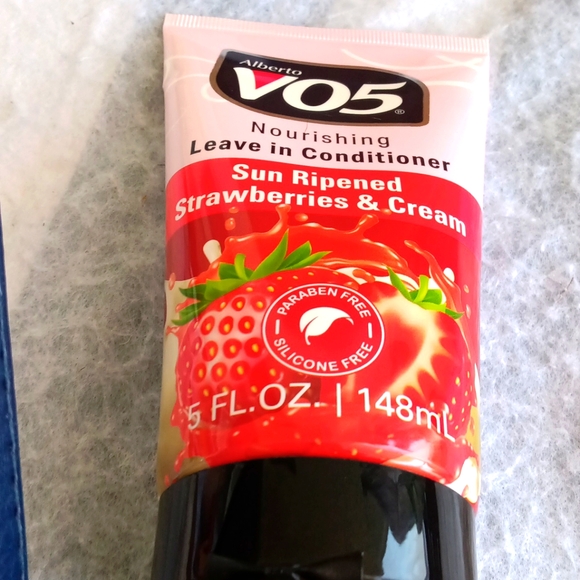 Alberto
VO5®
Nourishing
Leave in Conditioner
Sun Ripened
Strawberries & Cream
PARABEN FREE
SILICONE FREE
5 FL.OZ. | 148mL